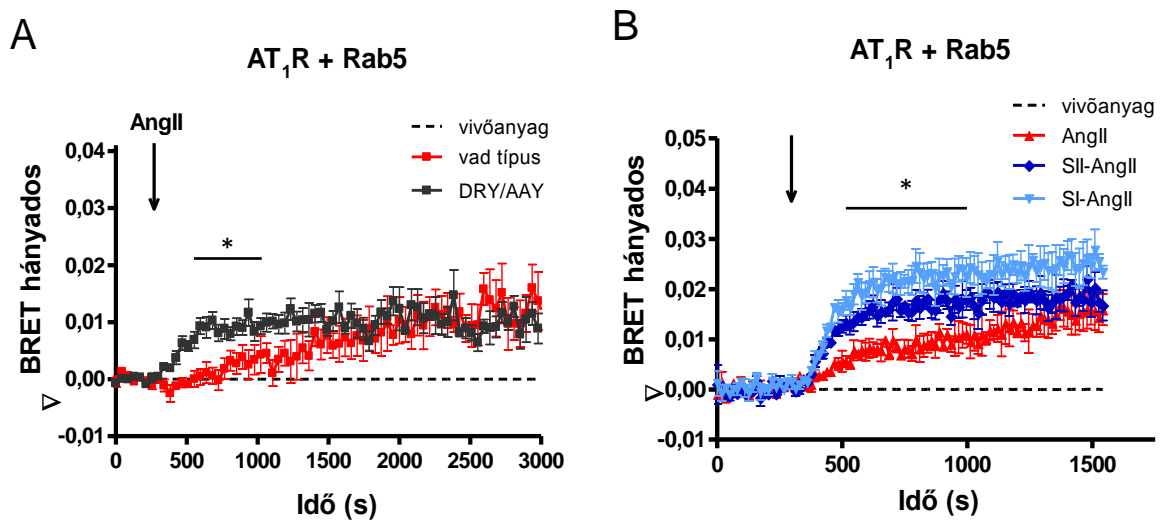 A
AT1R + Rab5
AngII
vivőanyag
vad típus
DRY/AAY
0,04
0,03
0,02
0,01
0,00
-0,01
*
∇ BRET hányados
0 500 1000 1500 2000 2500 3000
Idő (s)
B
AT1R + Rab5
vivõanyag
AngII
SII-AngII
SI-AngII
0,05
0,04
0,03
0,02
0,01
0,00
-0,01
*
∇ BRET hányados
0 500 1000 1500
Idő (s)